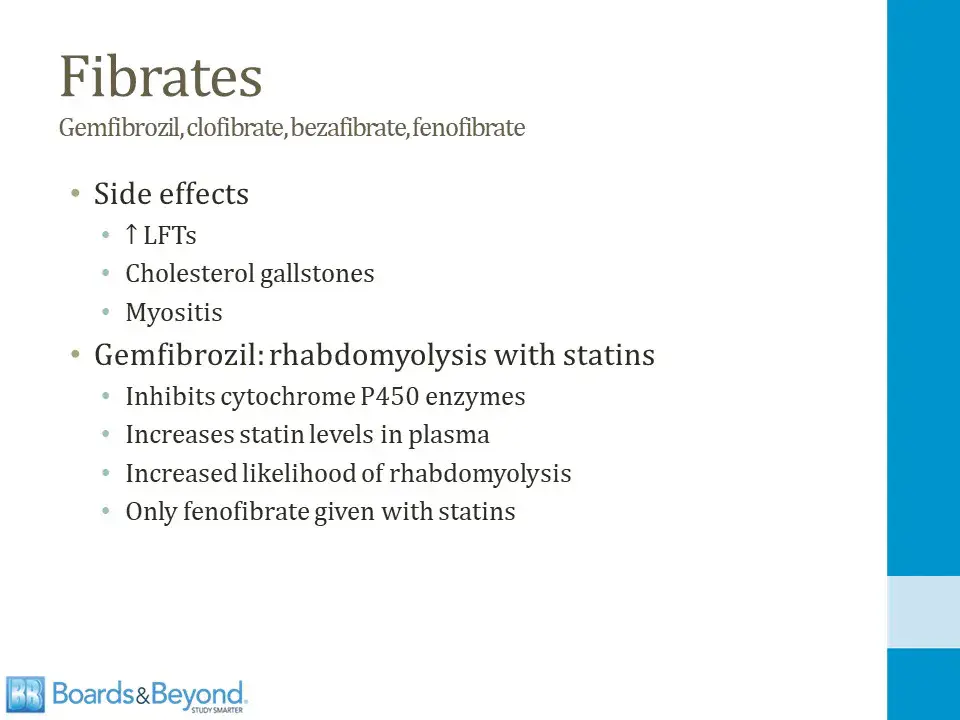 Fibrates
Gemfibrozil, clofibrate, bezafibrate, fenofibrate
• Side effects
• ↑ LFTs
• Cholesterol gallstones
• Myositis
• Gemfibrozil: rhabdomyolysis with statins
• Inhibits cytochrome P450 enzymes
• Increases statin levels in plasma
• Increased likelihood of rhabdomyolysis
• Only fenofibrate given with statins
BB Boards&Beyond.
STUDY SMARTER